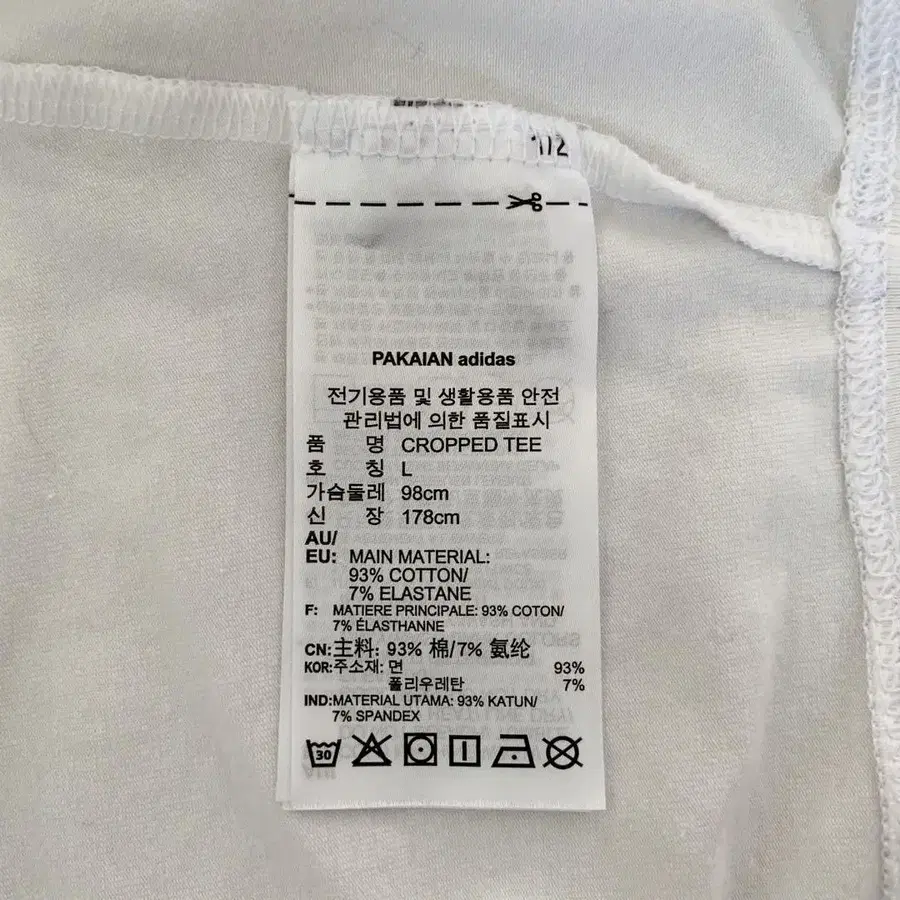 1/2
PAKAIAN adidas
전기용품 및 생활용품 안전
관리법에 의한 품질표시
품 명 CROPPED TEE
호 칭 L
가슴둘레 98cm
신 장 178cm
AU/
EU: MAIN MATERIAL:
93% COTTON/
7% ELASTANE
F: MATIERE PRINCIPALE: 93% COTON/
7% ÉLASTHANNE
CN:主料: 93% 棉/7% 氨纶
KOR:주소재: 면 93%
폴리우레탄 7%
IND:MATERIAL UTAMA: 93% KATUN/
7% SPANDEX
30